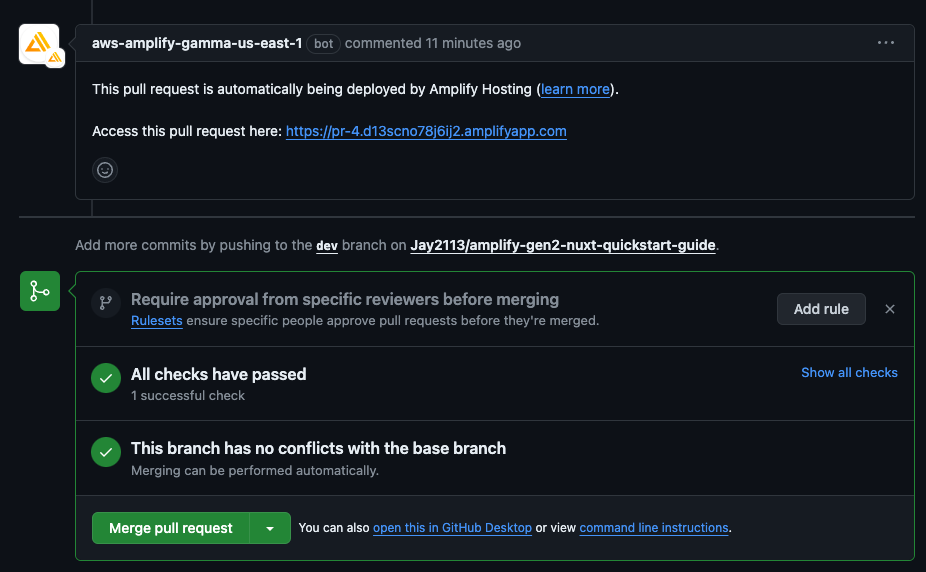 aws-amplify-gamma-us-east-1 bot commented 11 minutes ago
This pull request is automatically being deployed by Amplify Hosting (learn more).
Access this pull request here: https://pr-4.d13scno78j6ij2.amplifyapp.com
Add more commits by pushing to the dev branch on Jay2113/amplify-gen2-nuxt-quickstart-guide.
Require approval from specific reviewers before merging
Rulesets ensure specific people approve pull requests before they're merged.
Add rule
All checks have passed
1 successful check
Show all checks
This branch has no conflicts with the base branch
Merging can be performed automatically.
Merge pull request
You can also open this in GitHub Desktop or view command line instructions.